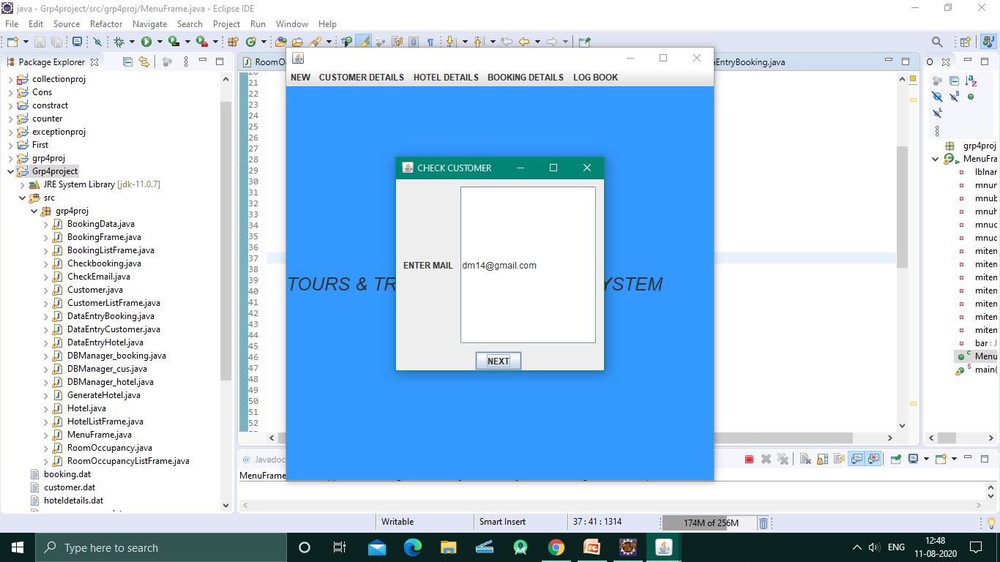 java - Grp4project/src/grp4proj/MenuFrame.java - Eclipse IDE
File Edit Source Refactor Navigate Search Project Run Window Help
Package Explorer
collectionproj
Cons
constract
counter
exceptionproj
First
grp4proj
Grp4project
JRE System Library [jdk-11.0.7]
src
grp4proj
BookingData.java
BookingFrame.java
BookingListFrame.java
Checkbooking.java
CheckEmail.java
Customer.java
CustomerListFrame.java
DataEntryBooking.java
DataEntryCustomer.java
DataEntryHotel.java
DBManager_booking.java
DBManager_cus.java
DBManager_hotel.java
GenerateHotel.java
Hotel.java
HotelListFrame.java
MenuFrame.java
RoomOccupancy.java
RoomOccupancyListFrame.java
booking.dat
customer.dat
hoteldetails.dat
RoomO
aEntryBooking.java
21
22
23
24
25
26
27
28
29
30
31
32
33
34
35
36
37
38
39
40
41
42
43
44
45
46
47
48
49
50
51
52
NEW CUSTOMER DETAILS HOTEL DETAILS BOOKING DETAILS LOG BOOK
TOURS & TR YSTEM
CHECK CUSTOMER
ENTER MAIL dm14@gmail.com
NEXT
O
grp4proj
MenuFra
lblnar
mnun
mnub
mnuh
mnuc
mnuc
miten
miten
miten
miten
miten
miten
miten
bar : J
Menu
main(
@ Javadoc
MenuFrame
Writable Smart Insert 37 : 41 : 1314 174M of 256M
Type here to search
ENG
12:48
11-08-2020